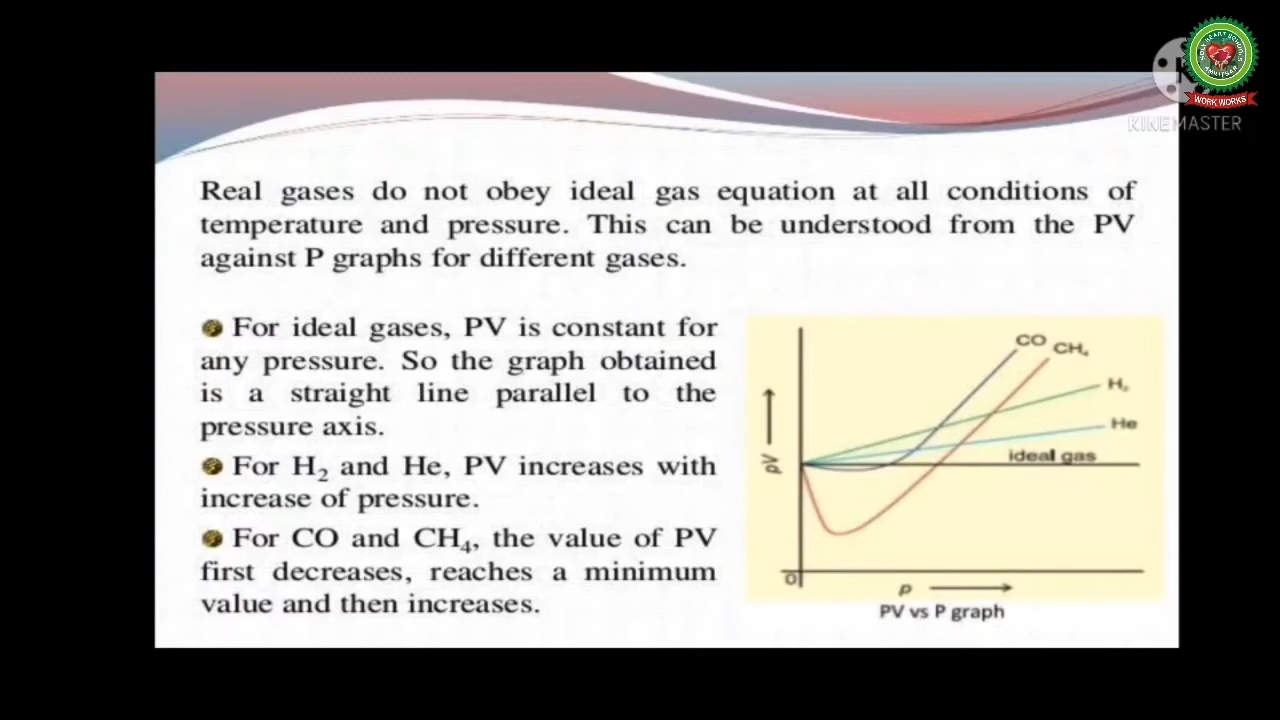 HOLY HEART SCHOOLS
AMRITSAR
WORK WORKS
K
KINEMASTER
Real gases do not obey ideal gas equation at all conditions of
temperature and pressure. This can be understood from the PV
against P graphs for different gases.
For ideal gases, PV is constant for
any pressure. So the graph obtained
is a straight line parallel to the
pressure axis.
For H₂ and He, PV increases with
increase of pressure.
For CO and CH₄, the value of PV
first decreases, reaches a minimum
value and then increases.
CO CH₄
H₂
He
ideal gas
pV
0
p
PV vs P graph